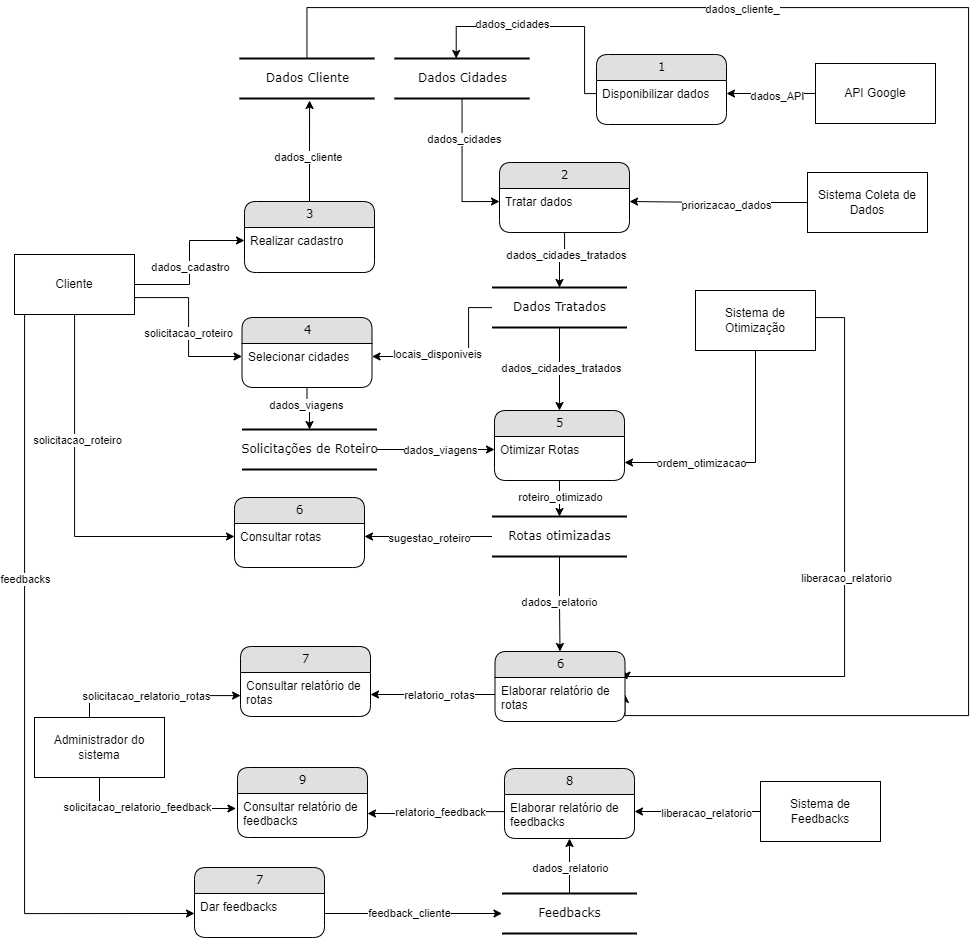 dados_cliente_
dados_cidades
Dados Cliente
Dados Cidades
1
Disponibilizar dados
dados_API
API Google
dados_cidades
dados_cliente
2
Tratar dados
priorizacao_dados
Sistema Coleta de
Dados
3
Realizar cadastro
dados_cadastro
dados_cidades_tratados
Cliente
Dados Tratados
Sistema de
Otimização
solicitacao_roteiro
4
Selecionar cidades
locais_disponiveis
dados_cidades_tratados
dados_viagens
5
Otimizar Rotas
solicitacao_roteiro
Solicitações de Roteiro
dados_viagens
ordem_otimizacao
roteiro_otimizado
6
Consultar rotas
sugestao_roteiro
Rotas otimizadas
feedbacks
liberacao_relatorio
dados_relatorio
7
Consultar relatório de
rotas
6
Elaborar relatório de
rotas
solicitacao_relatorio_rotas
relatorio_rotas
Administrador do
sistema
9
Consultar relatório de
feedbacks
8
Elaborar relatório de
feedbacks
solicitacao_relatorio_feedback
relatorio_feedback
liberacao_relatorio
Sistema de
Feedbacks
dados_relatorio
7
Dar feedbacks
feedback_cliente
Feedbacks